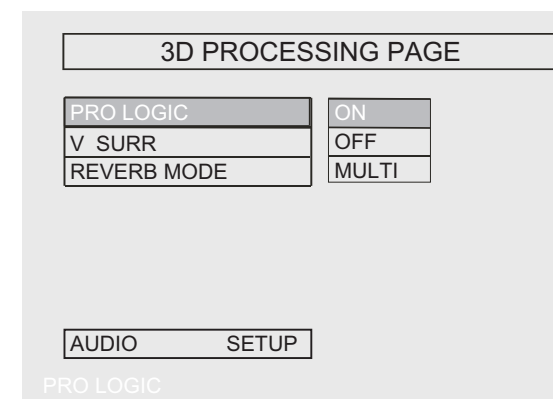 3D PROCESSING PAGE
PRO LOGIC ON
V SURR OFF
REVERB MODE MULTI
AUDIO SETUP
PRO LOGIC